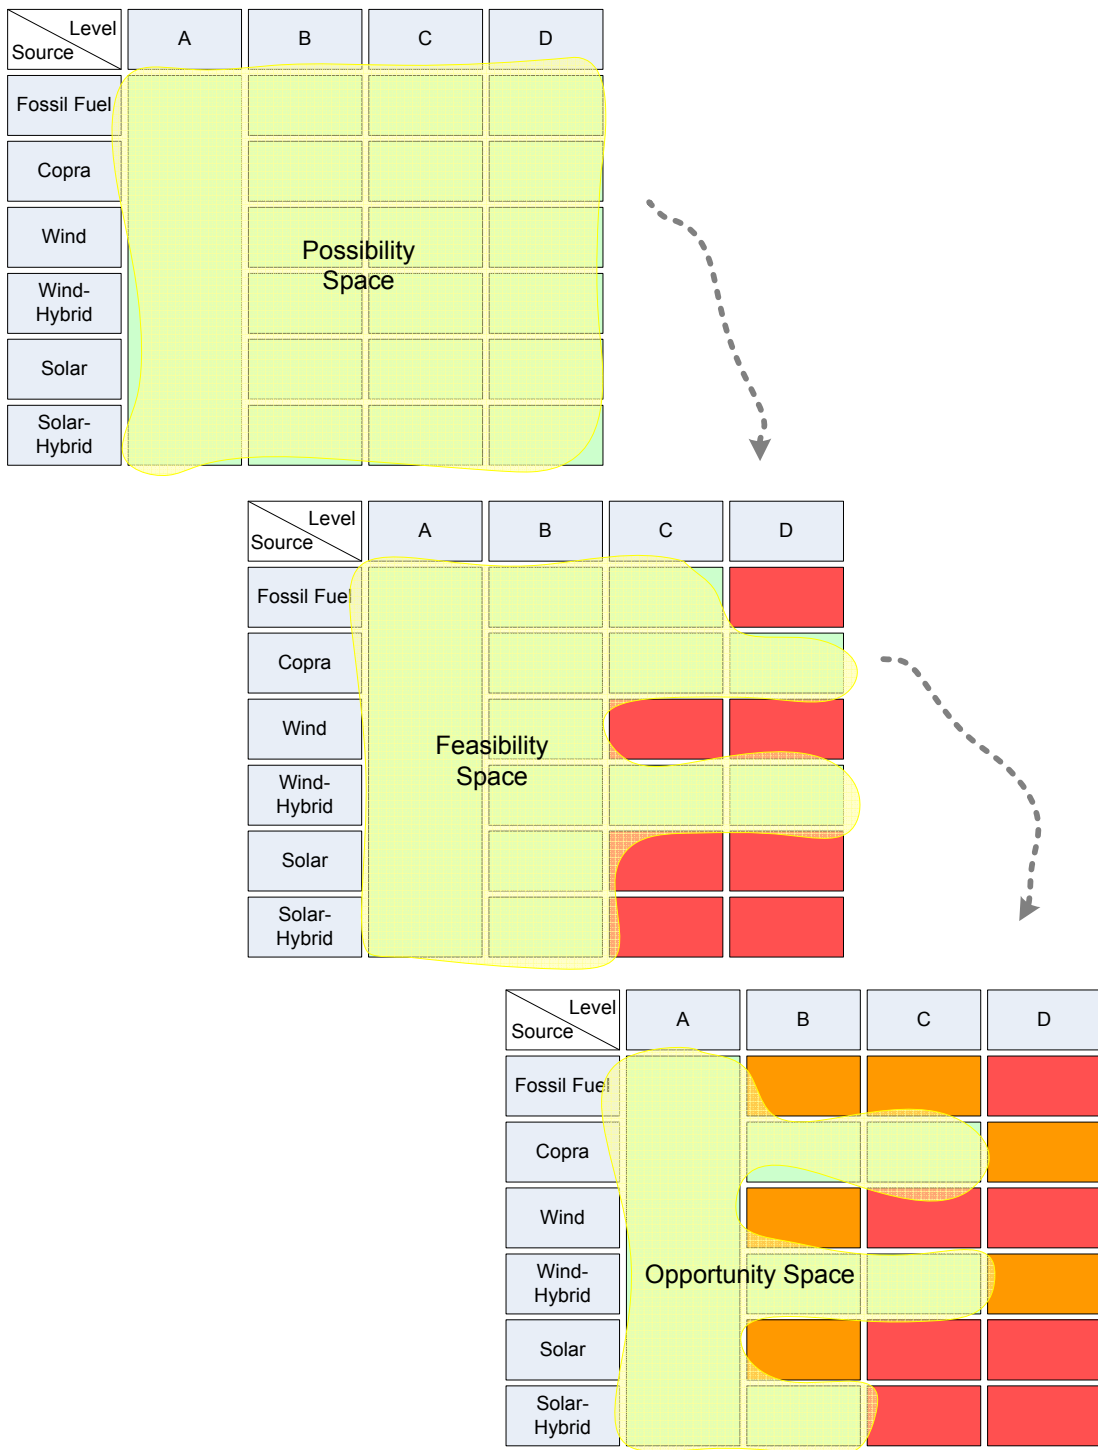 Level
Source
A
B
C
D
Fossil Fuel
Copra
Wind
Wind-
Hybrid
Solar
Solar-
Hybrid
Possibility
Space
Level
Source
A
B
C
D
Fossil Fuel
Copra
Wind
Wind-
Hybrid
Solar
Solar-
Hybrid
Feasibility
Space
Level
Source
A
B
C
D
Fossil Fuel
Copra
Wind
Wind-
Hybrid
Solar
Solar-
Hybrid
Opportunity Space